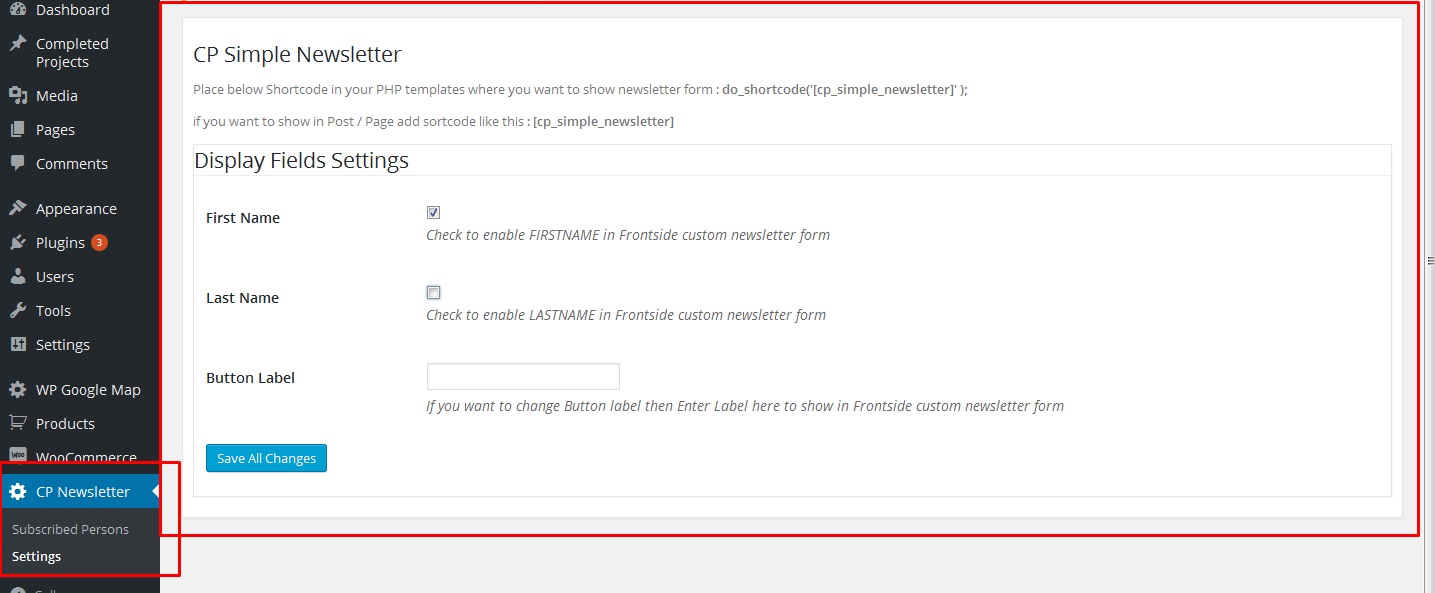 Dashboard
Completed
Projects
Media
Pages
Comments
Appearance
Plugins 3
Users
Tools
Settings
WP Google Map
Products
Woo WooCommerce
CP Newsletter
Subscribed Persons
Settings
CP Simple Newsletter
Place below Shortcode in your PHP templates where you want to show newsletter form : do_shortcode('[cp_simple_newsletter]' );
if you want to show in Post / Page add sortcode like this : [cp_simple_newsletter]
Display Fields Settings
First Name
Check to enable FIRSTNAME in Frontside custom newsletter form
Last Name
Check to enable LASTNAME in Frontside custom newsletter form
Button Label
If you want to change Button label then Enter Label here to show in Frontside custom newsletter form
Save All Changes